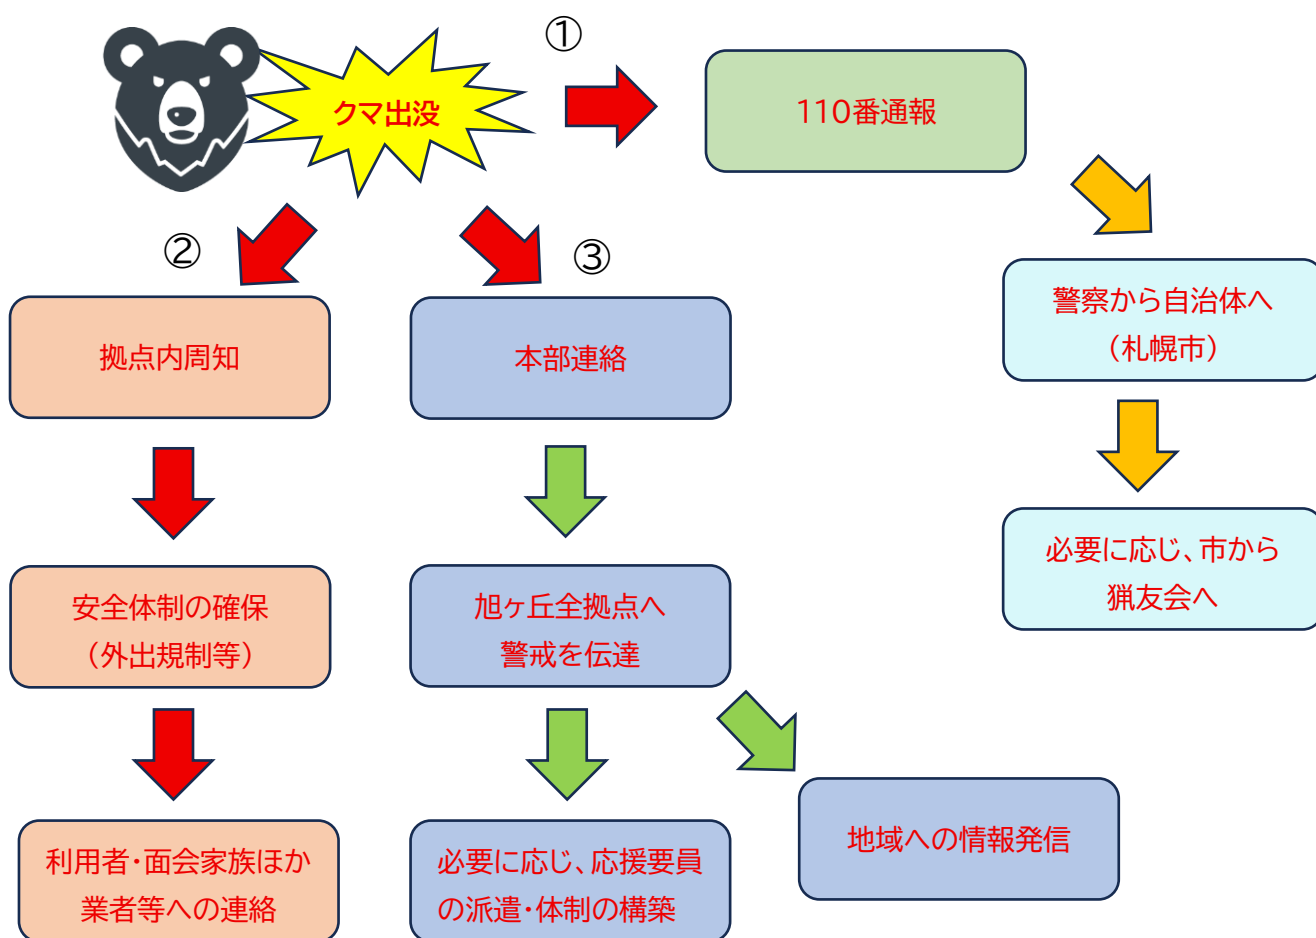 クマ出没
①
110番通報
②
③
拠点内周知
本部連絡
警察から自治体へ
（札幌市）
安全体制の確保
（外出規制等）
旭ヶ丘全拠点へ
警戒を伝達
必要に応じ、市から
猟友会へ
利用者・面会家族ほか
業者等への連絡
必要に応じ、応援要員
の派遣・体制の構築
地域への情報発信